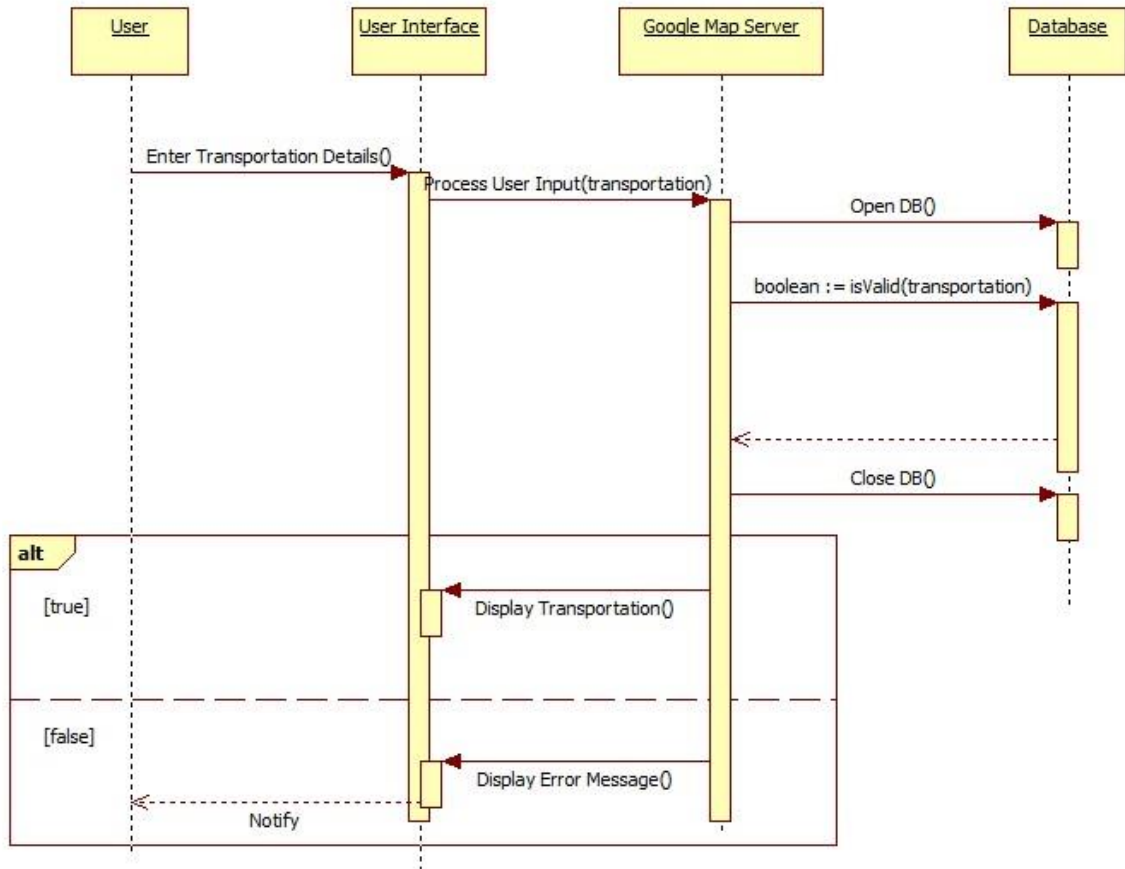 User
User Interface
Google Map Server
Database
Enter Transportation Details()
Process User Input(transportation)
Open DB()
boolean := isValid(transportation)
Close DB()
alt
[true]
Display Transportation()
[false]
Display Error Message()
Notify